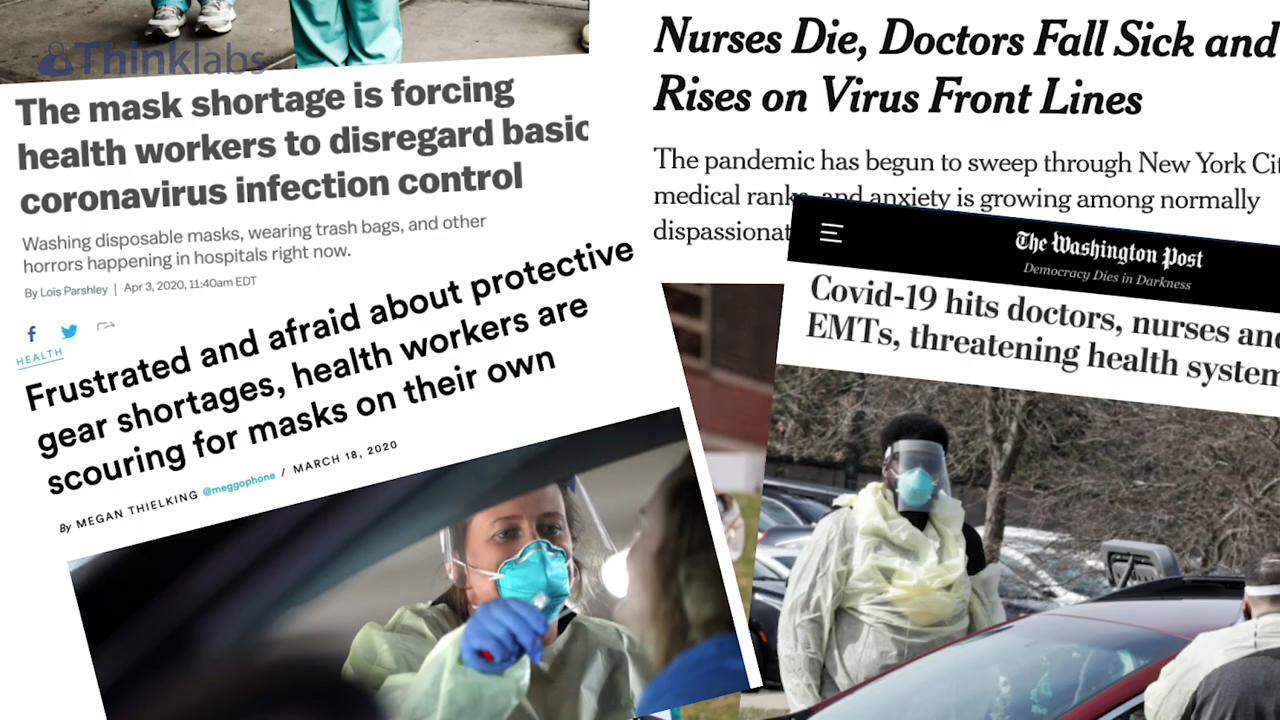 Thinklabs
The mask shortage is forcing
health workers to disregard basic
coronavirus infection control
Washing disposable masks, wearing trash bags, and other
horrors happening in hospitals right now.
By Lois Parshley | Apr 3, 2020, 11:40am EDT
HEALTH
Frustrated and afraid about protective
gear shortages, health workers are
scouring for masks on their own
By MEGAN THIELKING @meggophone / MARCH 18, 2020
Nurses Die, Doctors Fall Sick and
Rises on Virus Front Lines
The pandemic has begun to sweep through New York Cit
medical ranks, and anxiety is growing among normally
dispassionat
The Washington Post
Democracy Dies in Darkness
Covid-19 hits doctors, nurses and
EMTs, threatening health system